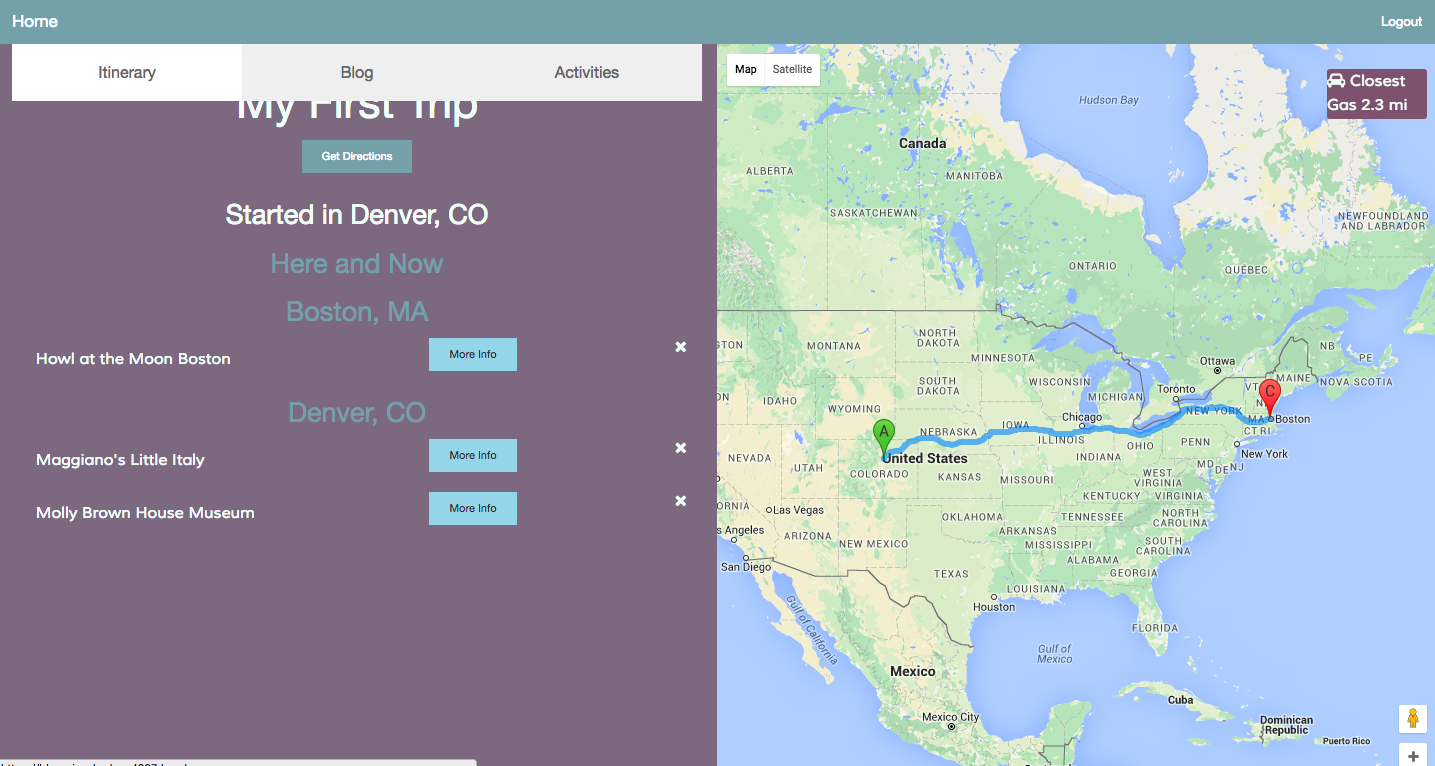 Home
Logout
Itinerary
Blog
Activities
My First Trip
Get Directions
Started in Denver, CO
Here and Now
Boston, MA
Howl at the Moon Boston
More Info
Denver, CO
Maggiano's Little Italy
More Info
Molly Brown House Museum
More Info
Map
Satellite
Closest
Gas 2.3 mi
Hudson Bay
Canada
ALBERTA
MANITOBA
SASKATCHEWAN
NEWFOUNDLAND
AND LABRADOR
ONTARIO
QUÉBEC
NORTH
DAKOTA
MONTANA
MINNESOTA
NB
PE
Ottawa
MAINE
NOVA SCOTIA
SOUTH
DAKOTA
WISCONSIN
MICHIGAN
Toronto
VT
IDAHO
WYOMING
C
NEW YORK
MA
Boston
CT RI
Chicago
IOWA
NEBRASKA
ILLINOIS
OHIO
PENN
A
United States
NEVADA
UTAH
COLORADO
KANSAS
MISSOURI
INDIANA
New York
MD
DE
NJ
WEST
VIRGINIA
KENTUCKY
VIRGINIA
Las Vegas
OKLAHOMA
TENNESSEE
NORTH
CAROLINA
s Angeles
ARIZONA
NEW MEXICO
ARKANSAS
MISSISSIPPI
SOUTH
CAROLINA
San Diego
TEXAS
ALABAMA
GEORGIA
LOUISIANA
Houston
Gulf of California
FLORIDA
Gulf of
Mexico
Mexico
Cuba
Mexico City
Dominican
Republic
Puerto Rico